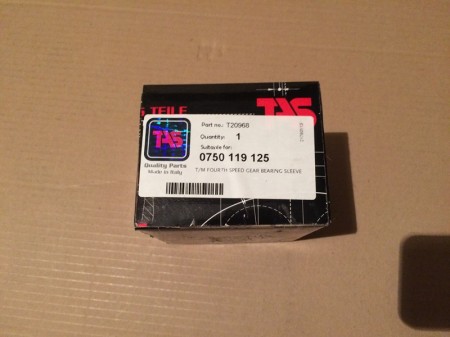 TEILE
TAS
Part no.: T20968
Quantity: 1
Suitable for:
0750 119 125
TAS
Quality Parts
Made in Italy
T/M FOURTH SPEED GEAR BEARING SLEEVE